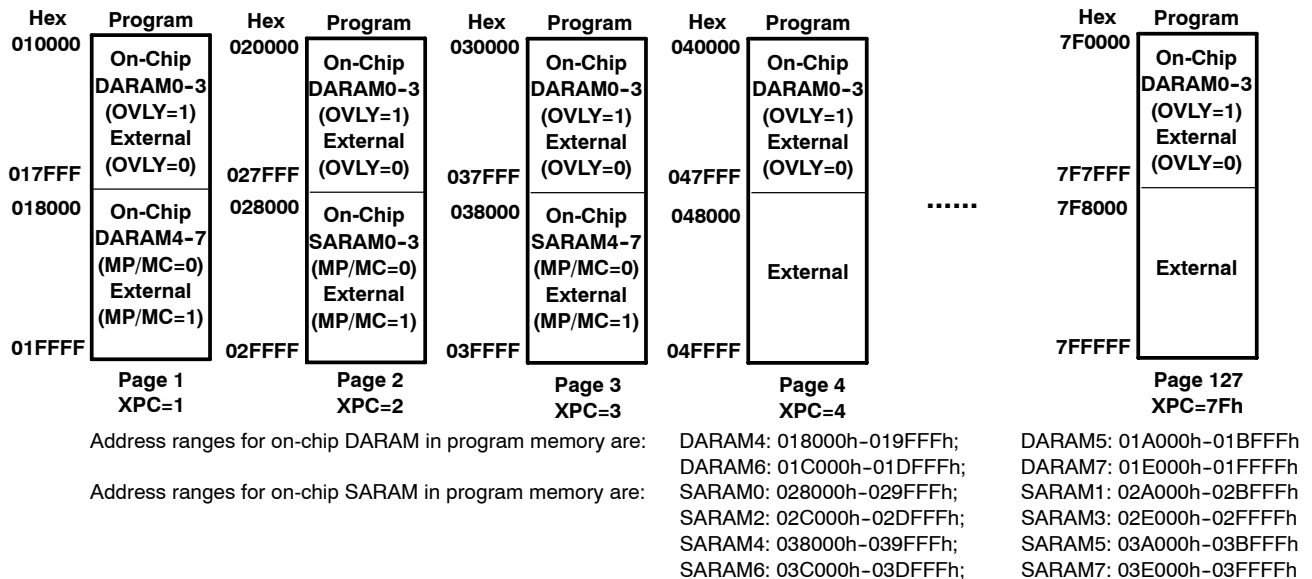 Hex Program
010000
On-Chip
DARAM0-3
(OVLY=1)
External
(OVLY=0)
017FFF
018000
On-Chip
DARAM4-7
(MP/MC=0)
External
(MP/MC=1)
01FFFF
Page 1
XPC=1
Hex Program
020000
On-Chip
DARAM0-3
(OVLY=1)
External
(OVLY=0)
027FFF
028000
On-Chip
SARAM0-3
(MP/MC=0)
External
(MP/MC=1)
02FFFF
Page 2
XPC=2
Hex Program
030000
On-Chip
DARAM0-3
(OVLY=1)
External
(OVLY=0)
037FFF
038000
On-Chip
SARAM4-7
(MP/MC=0)
External
(MP/MC=1)
03FFFF
Page 3
XPC=3
Hex Program
040000
On-Chip
DARAM0-3
(OVLY=1)
External
(OVLY=0)
047FFF
048000
External
04FFFF
Page 4
XPC=4
......
Hex Program
7F0000
On-Chip
DARAM0-3
(OVLY=1)
External
(OVLY=0)
7F7FFF
7F8000
External
7FFFFF
Page 127
XPC=7Fh
Address ranges for on-chip DARAM in program memory are: DARAM4: 018000h-019FFFh; DARAM5: 01A000h-01BFFFh
DARAM6: 01C000h-01DFFFh; DARAM7: 01E000h-01FFFFh
Address ranges for on-chip SARAM in program memory are: SARAM0: 028000h-029FFFh; SARAM1: 02A000h-02BFFFh
SARAM2: 02C000h-02DFFFh; SARAM3: 02E000h-02FFFFh
SARAM4: 038000h-039FFFh; SARAM5: 03A000h-03BFFFh
SARAM6: 03C000h-03DFFFh; SARAM7: 03E000h-03FFFFh